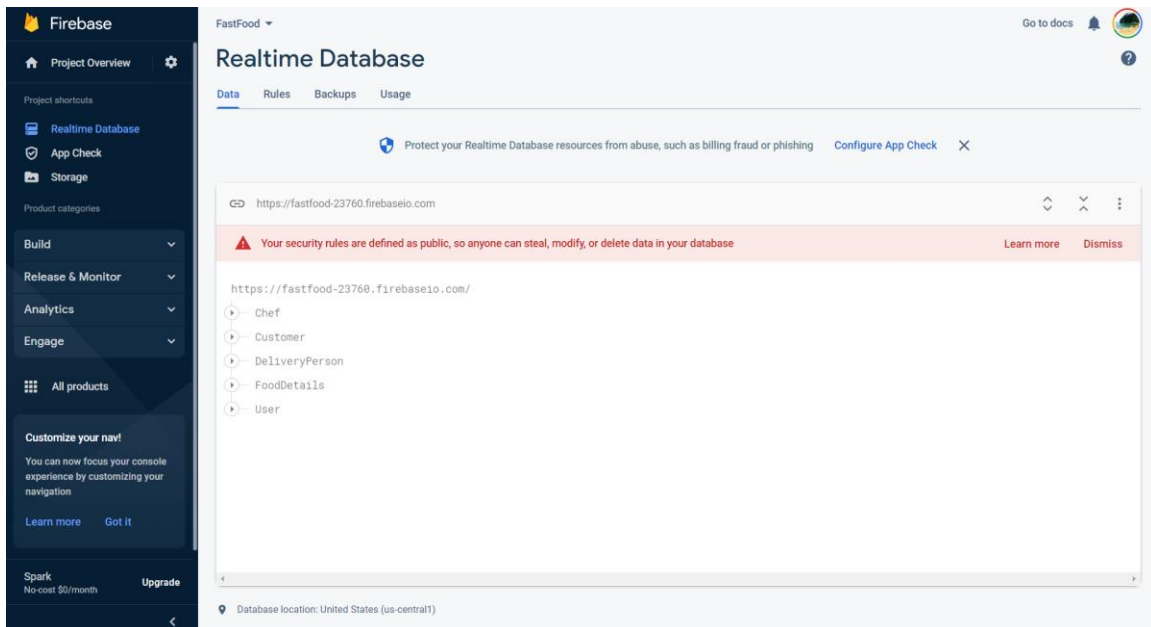 Firebase
Project Overview
Project shortcuts
Realtime Database
App Check
Storage
Product categories
Build
Release & Monitor
Analytics
Engage
All products
Customize your nav!
You can now focus your console
experience by customizing your
navigation
Learn more Got it
Spark
No-cost $0/month
Upgrade
FastFood
Go to docs
Realtime Database
Data Rules Backups Usage
Protect your Realtime Database resources from abuse, such as billing fraud or phishing Configure App Check
https://fastfood-23760.firebaseio.com
Your security rules are defined as public, so anyone can steal, modify, or delete data in your database Learn more Dismiss
https://fastfood-23760.firebaseio.com/
Chef
Customer
DeliveryPerson
FoodDetails
User
Database location: United States (us-central1)